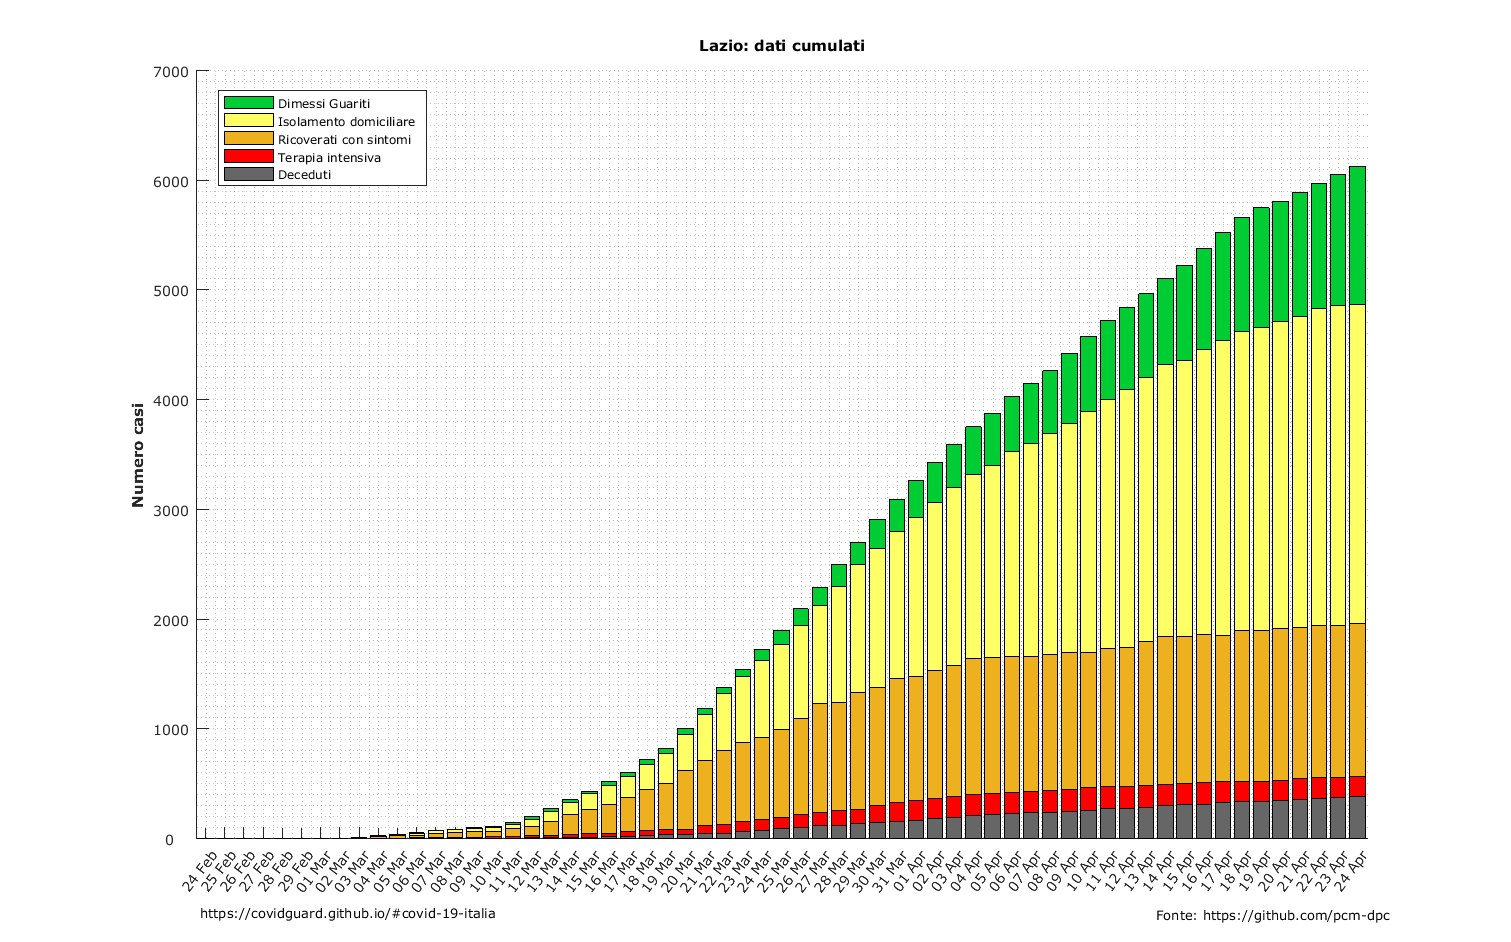 Lazio: dati cumulati
7000
6000
5000
4000
3000
2000
1000
0
Numero casi
Dimessi Guariti
Isolamento domiciliare
Ricoverati con sintomi
Terapia intensiva
Deceduti
24 Feb
25 Feb
26 Feb
27 Feb
28 Feb
29 Feb
01 Mar
02 Mar
03 Mar
04 Mar
05 Mar
06 Mar
07 Mar
08 Mar
09 Mar
10 Mar
11 Mar
12 Mar
13 Mar
14 Mar
15 Mar
16 Mar
17 Mar
18 Mar
19 Mar
20 Mar
21 Mar
22 Mar
23 Mar
24 Mar
25 Mar
26 Mar
27 Mar
28 Mar
29 Mar
30 Mar
31 Mar
01 Apr
02 Apr
03 Apr
04 Apr
05 Apr
06 Apr
07 Apr
08 Apr
09 Apr
10 Apr
11 Apr
12 Apr
13 Apr
14 Apr
15 Apr
16 Apr
17 Apr
18 Apr
19 Apr
20 Apr
21 Apr
22 Apr
23 Apr
24 Apr
https://covidguard.github.io/#covid-19-italia
Fonte: https://github.com/pcm-dpc